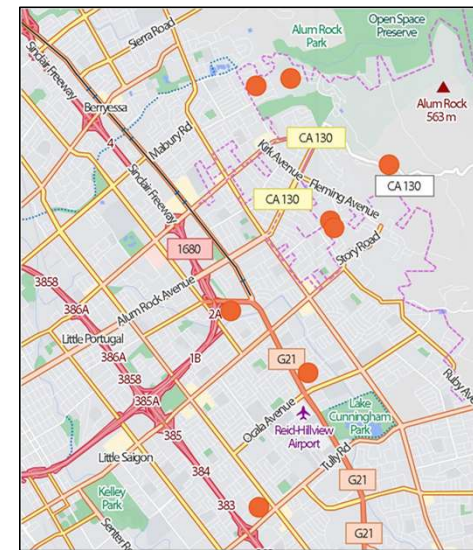 Sierra Road
Alum Rock
Park
Open Space
Preserve
Sinclair Freeway
Berryessa
Alum Rock
563 m
4
Mabury Rd
CA 130
Kirk Avenue – Fleming Avenue
CA 130
CA 130
Sinclair Freeway
1680
Story Road
3858
386A
Alum Rock Avenue
2A
Little Portugal
386A
1B
G21
3858
385A
Ruby Ave
385
Ocala Avenue
Lake
Cunningham
Park
Reid-Hillview
Airport
Little Saigon
384
Tully Rd
Kelley
Park
383
G21
Senter Ro
G21